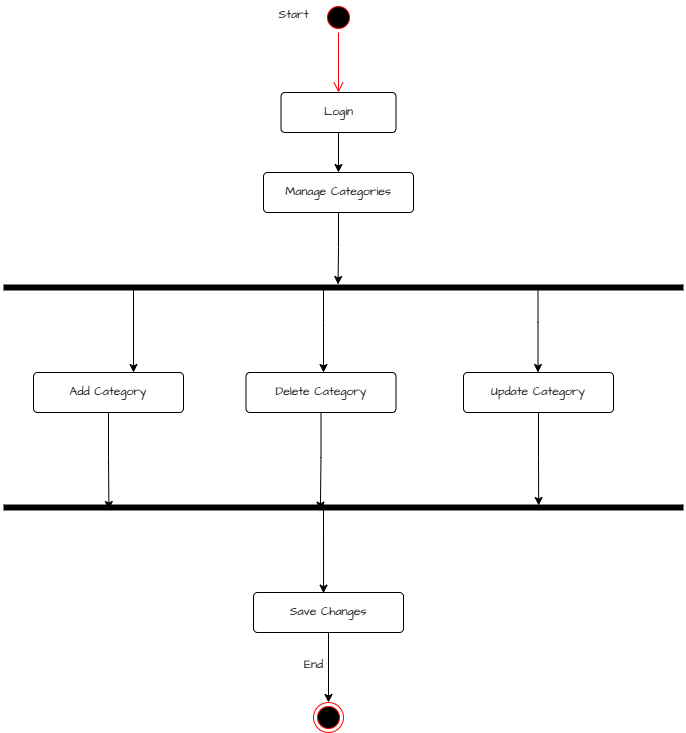 Start
Login
Manage Categories
Add Category
Delete Category
Update Category
Save Changes
End